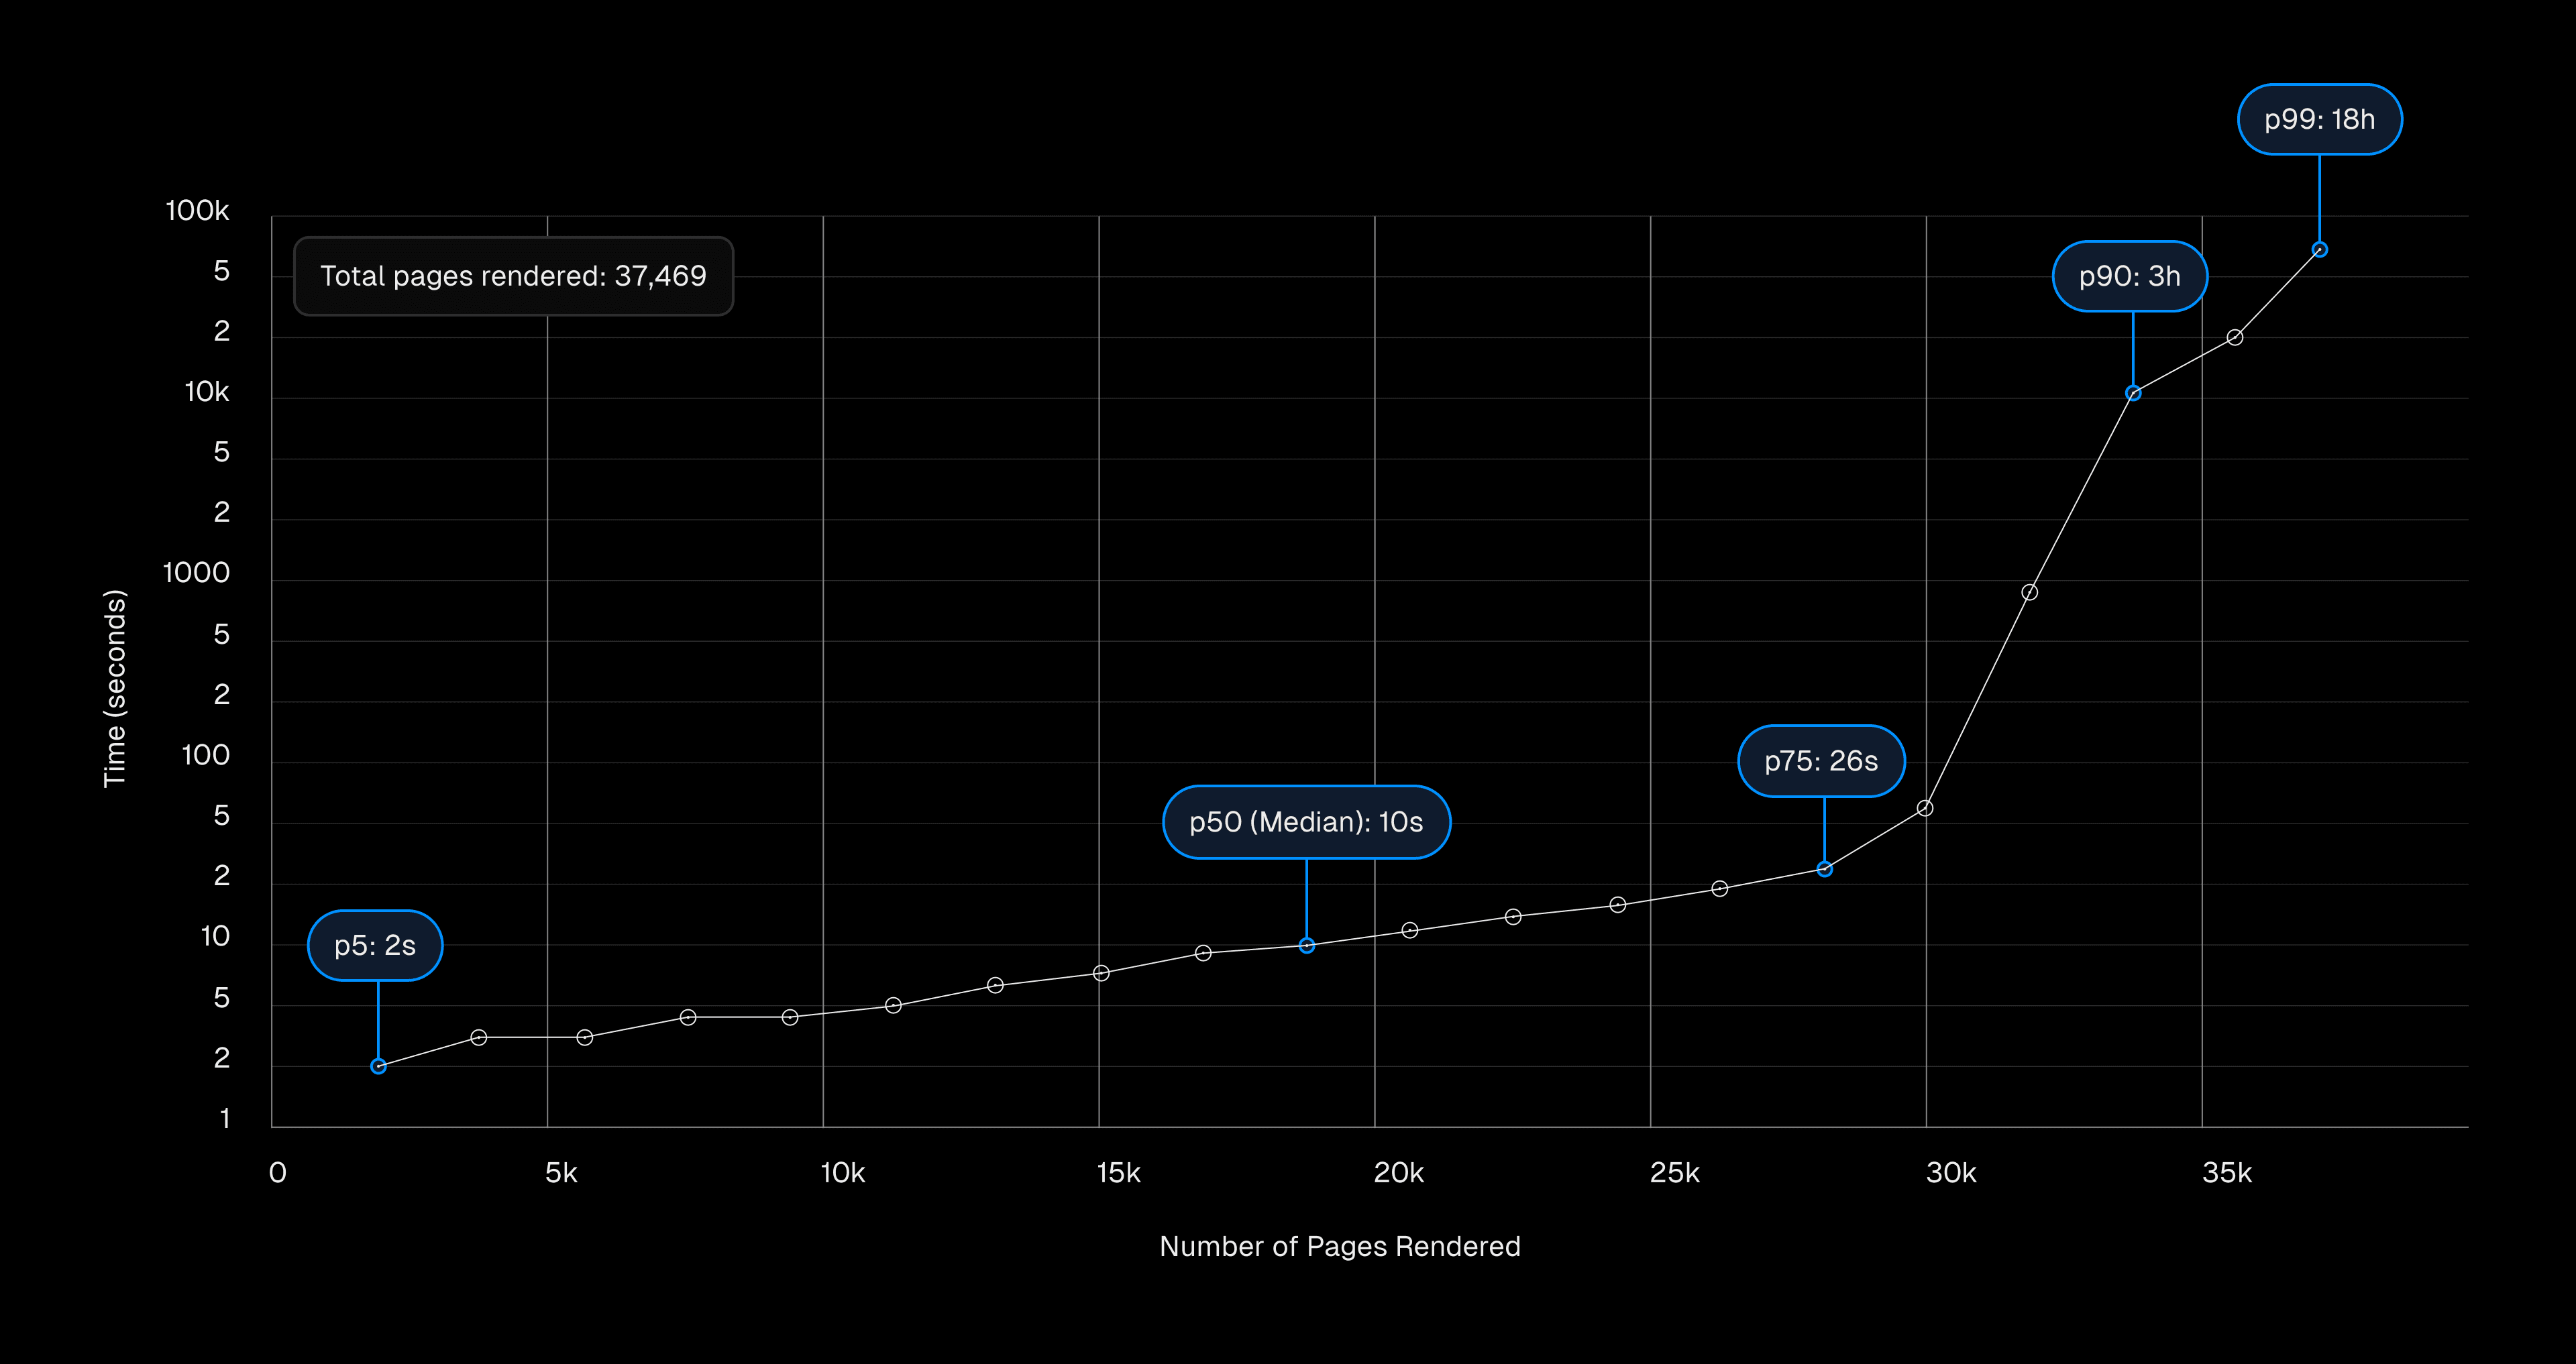 p99: 18h
100k
Total pages rendered: 37,469
p90: 3h
5
2
10k
5
2
1000
5
2
100
p75: 26s
5
p50 (Median): 10s
2
10
p5: 2s
5
2
1
Time (seconds)
0 5k 10k 15k 20k 25k 30k 35k
Number of Pages Rendered